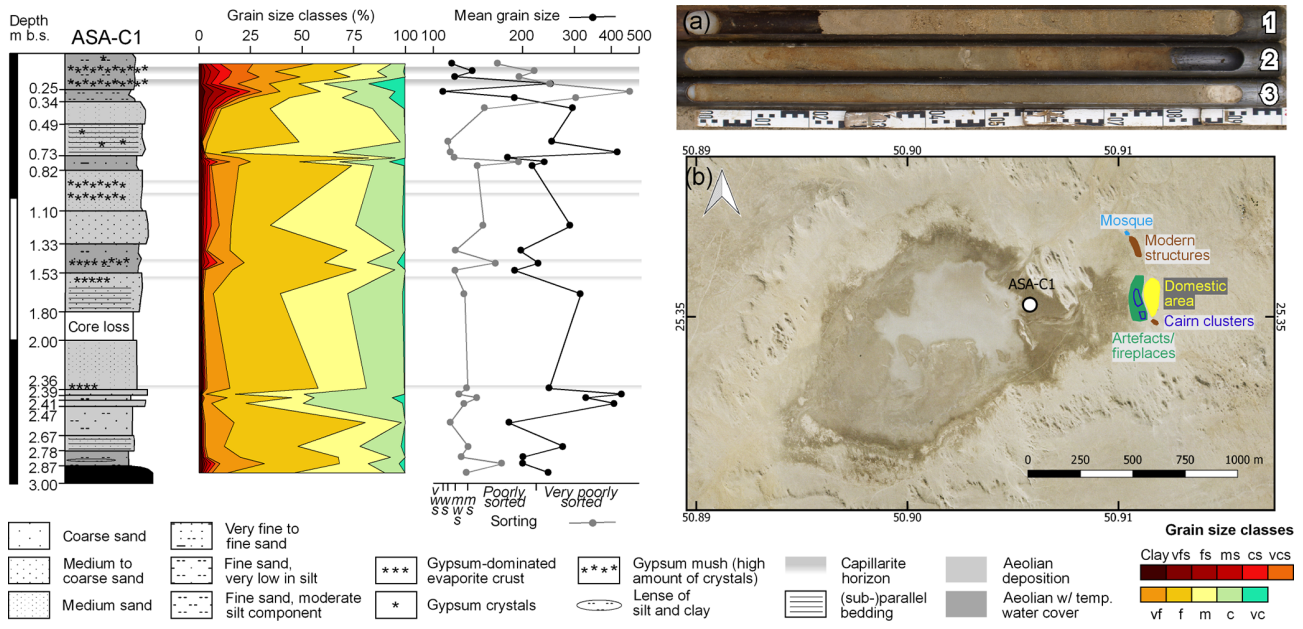 Depth
m b.s.
ASA-C1
Grain size classes (%)
Mean grain size
0 25 50 75 100
100 200 300 400 500
0.25
0.34
0.49
0.73
0.82
1.10
1.33
1.53
1.80
Core loss
2.00
2.36
2.39
2.41
2.47
2.67
2.78
2.87
3.00
v w s
w s
m w s
m s
Poorly
sorted
Very poorly
sorted
Sorting
(a)
1
2
3
(b)
50.89
50.90
50.91
25.35
25.35
ASA-C1
Mosque
Modern
structures
Domestic
area
Cairn clusters
Artefacts/
fireplaces
0 250 500 750 1000 m
50.89
50.90
50.91
Coarse sand
Medium to
coarse sand
Medium sand
Very fine to
fine sand
Fine sand,
very low in silt
Fine sand, moderate
silt component
Gypsum-dominated
evaporite crust
Gypsum crystals
Gypsum mush (high
amount of crystals)
Lense of
silt and clay
Capillarite
horizon
(sub-)parallel
bedding
Aeolian
deposition
Aeolian w/ temp.
water cover
Grain size classes
Clay vfs fs ms cs vcs
vf f m c vc